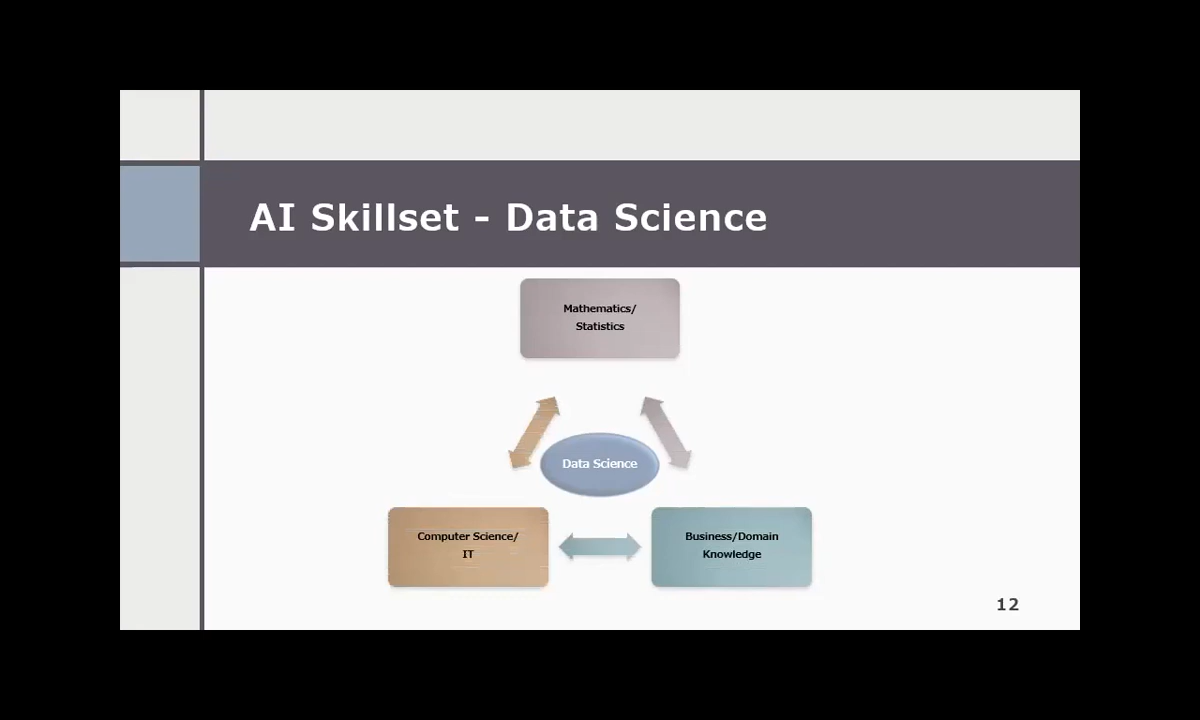 AI Skillset - Data Science
Mathematics/
Statistics
Data Science
Computer Science/
IT
Business/Domain
Knowledge
12